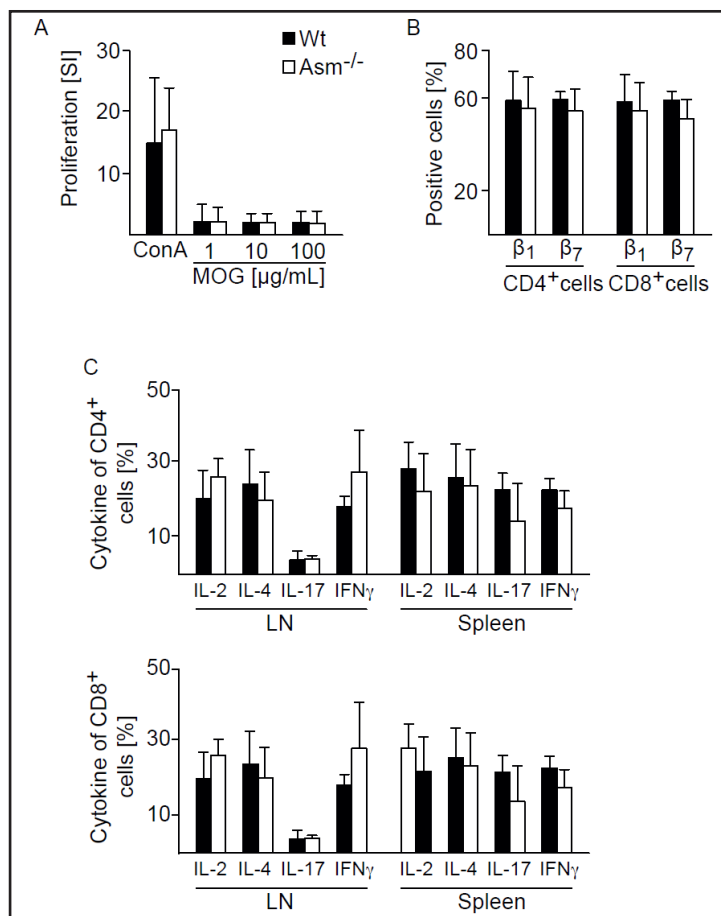 A
Proliferation [SI]
30
20
10
Wt
Asm-/-
ConA 1 10 100
MOG [µg/mL]
B
Positive cells [%]
80
60
20
β1 β7 β1 β7
CD4+cells CD8+cells
C
Cytokine of CD4+
cells [%]
50
30
10
IL-2 IL-4 IL-17 IFNγ IL-2 IL-4 IL-17 IFNγ
LN Spleen
Cytokine of CD8+
cells [%]
50
30
10
IL-2 IL-4 IL-17 IFNγ IL-2 IL-4 IL-17 IFNγ
LN Spleen